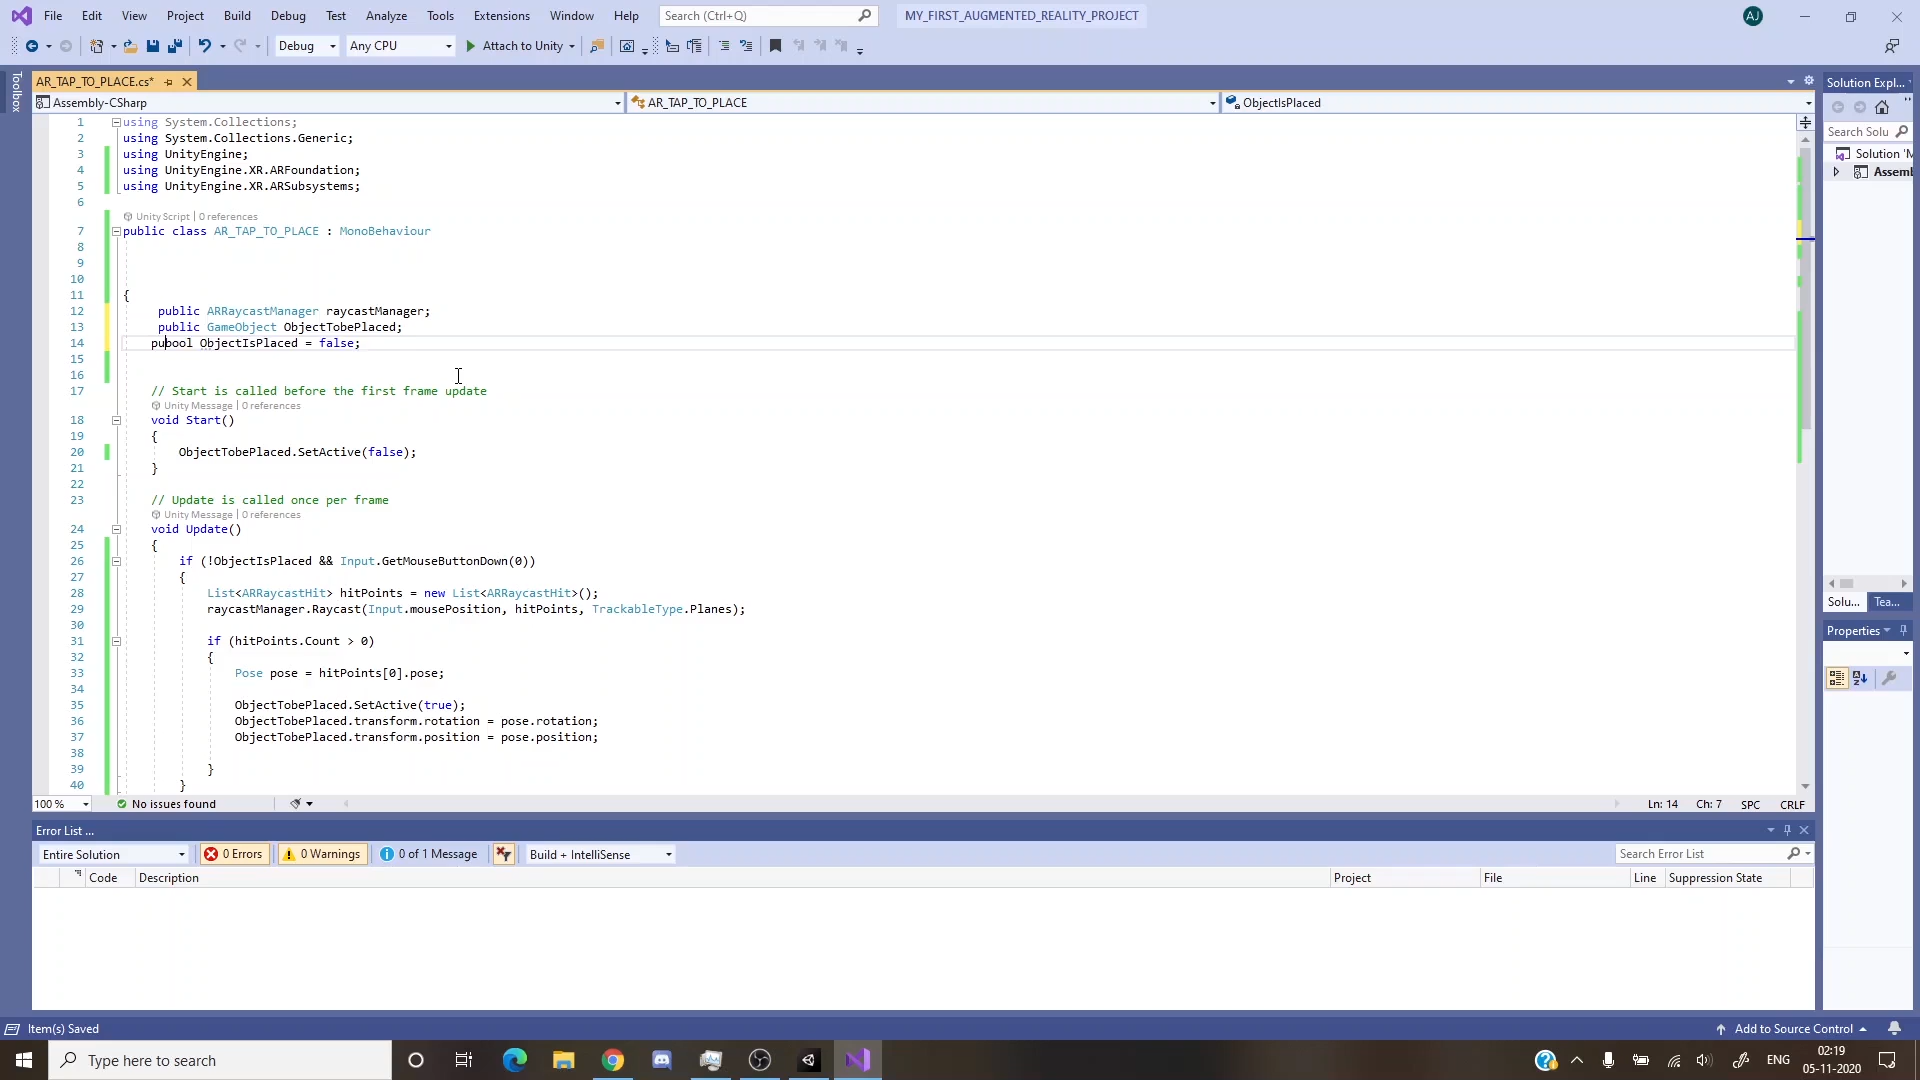 File Edit View Project Build Debug Test Analyze Tools Extensions Window Help Search (Ctrl+Q) MY_FIRST_AUGMENTED_REALITY_PROJECT AJ
Debug Any CPU Attach to Unity
Toolbox
AR_TAP_TO_PLACE.cs*
Assembly-CSharp AR_TAP_TO_PLACE ObjectIsPlaced
1 using System.Collections;
2 using System.Collections.Generic;
3 using UnityEngine;
4 using UnityEngine.XR.ARFoundation;
5 using UnityEngine.XR.ARSubsystems;
6
Unity Script | 0 references
7 public class AR_TAP_TO_PLACE : MonoBehaviour
8
9
10
11 {
12 public ARRaycastManager raycastManager;
13 public GameObject ObjectTobePlaced;
14 pubool ObjectIsPlaced = false;
15
16
17 // Start is called before the first frame update
Unity Message | 0 references
18 void Start()
19 {
20 ObjectTobePlaced.SetActive(false);
21 }
22
23 // Update is called once per frame
Unity Message | 0 references
24 void Update()
25 {
26 if (!ObjectIsPlaced && Input.GetMouseButtonDown(0))
27 {
28 List<ARRaycastHit> hitPoints = new List<ARRaycastHit>();
29 raycastManager.Raycast(Input.mousePosition, hitPoints, TrackableType.Planes);
30
31 if (hitPoints.Count > 0)
32 {
33 Pose pose = hitPoints[0].pose;
34
35 ObjectTobePlaced.SetActive(true);
36 ObjectTobePlaced.transform.rotation = pose.rotation;
37 ObjectTobePlaced.transform.position = pose.position;
38
39 }
40 }
100 % No issues found Ln: 14 Ch: 7 SPC CRLF
Solution Expl...
Search Solu
Solution 'M
Assembl
Solu... Tea...
Properties
Error List ...
Entire Solution 0 Errors 0 Warnings 0 of 1 Message Build + IntelliSense Search Error List
Code Description Project File Line Suppression State
Item(s) Saved Add to Source Control
Type here to search ENG 02:19
05-11-2020